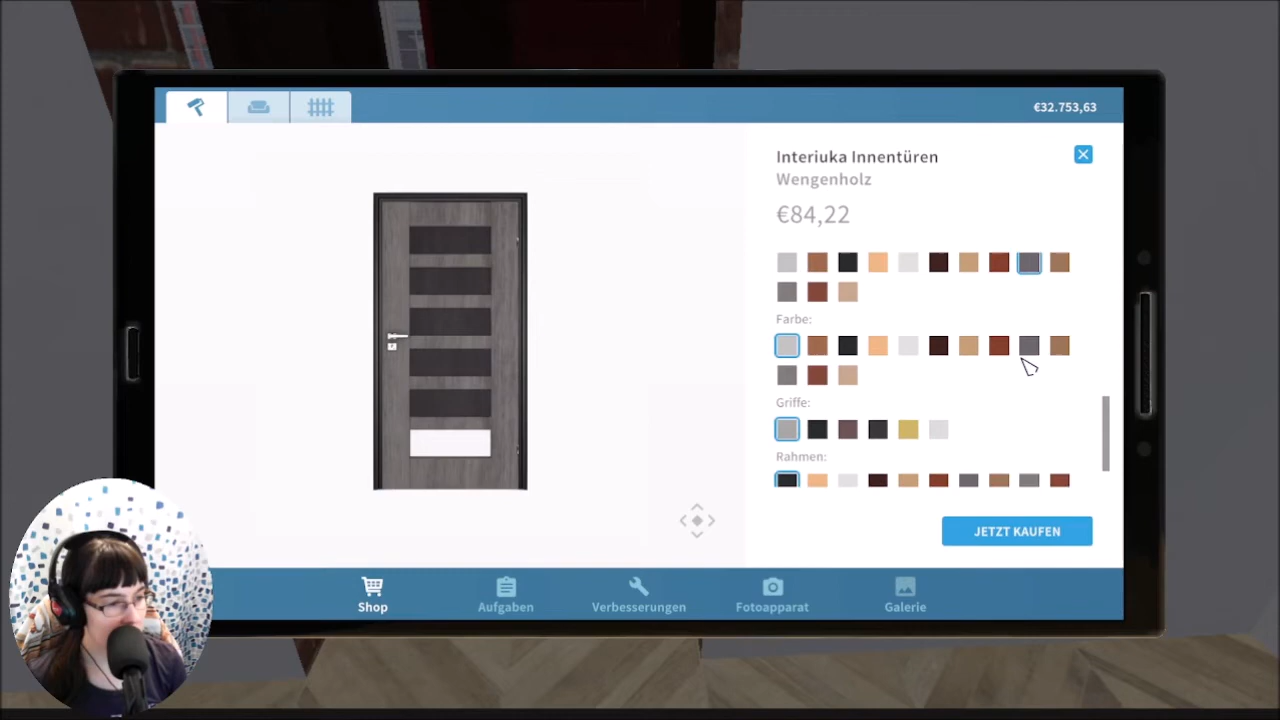 €32.753,63
Interiuka Innentüren
Wengenholz
€84,22
Farbe:
Griffe:
Rahmen:
JETZT KAUFEN
Shop
Aufgaben
Verbesserungen
Fotoapparat
Galerie